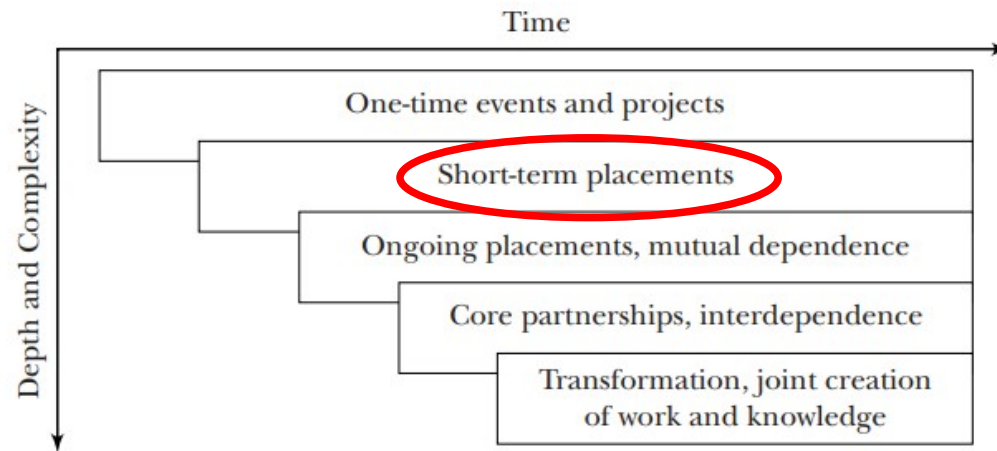 Time
Depth and Complexity
One-time events and projects
Short-term placements
Ongoing placements, mutual dependence
Core partnerships, interdependence
Transformation, joint creation
of work and knowledge